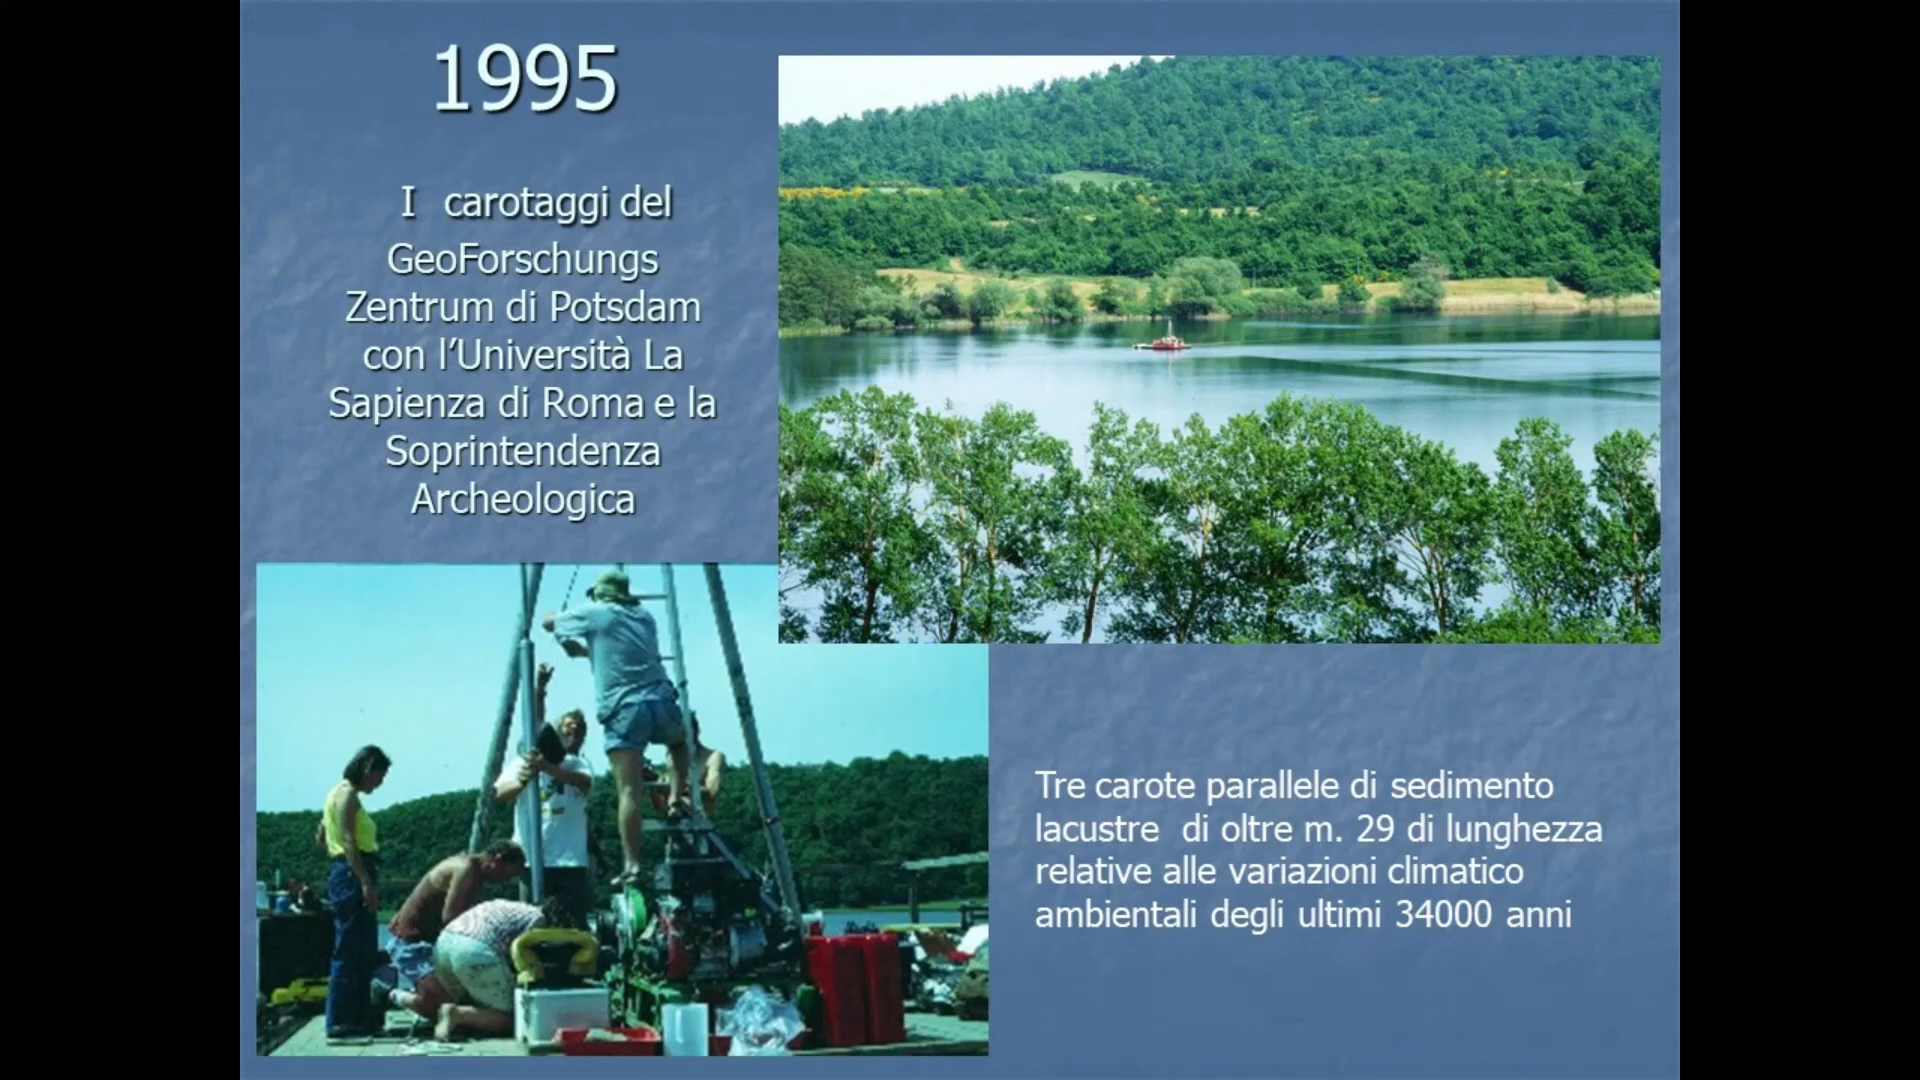 1995
I carotaggi del
GeoForschungs
Zentrum di Potsdam
con l’Università La
Sapienza di Roma e la
Soprintendenza
Archeologica
Tre carote parallele di sedimento
lacustre di oltre m. 29 di lunghezza
relative alle variazioni climatico
ambientali degli ultimi 34000 anni